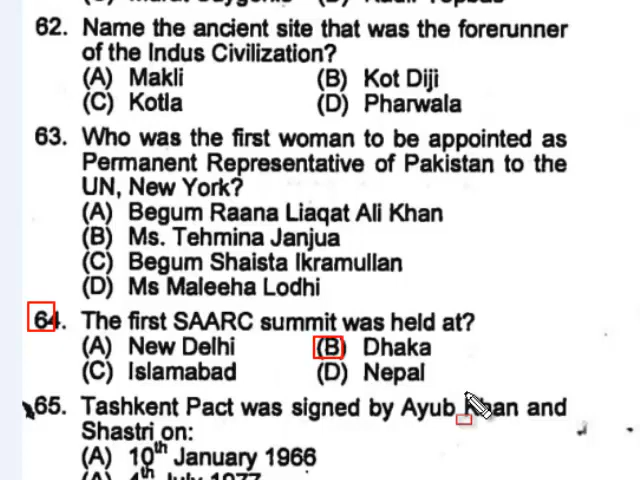 62. Name the ancient site that was the forerunner
of the Indus Civilization?
(A) Makli (B) Kot Diji
(C) Kotla (D) Pharwala
63. Who was the first woman to be appointed as
Permanent Representative of Pakistan to the
UN, New York?
(A) Begum Raana Liaqat Ali Khan
(B) Ms. Tehmina Janjua
(C) Begum Shaista Ikramullan
(D) Ms Maleeha Lodhi
64. The first SAARC summit was held at?
(A) New Delhi (B) Dhaka
(C) Islamabad (D) Nepal
65. Tashkent Pact was signed by Ayub Khan and
Shastri on:
(A) 10th January 1966